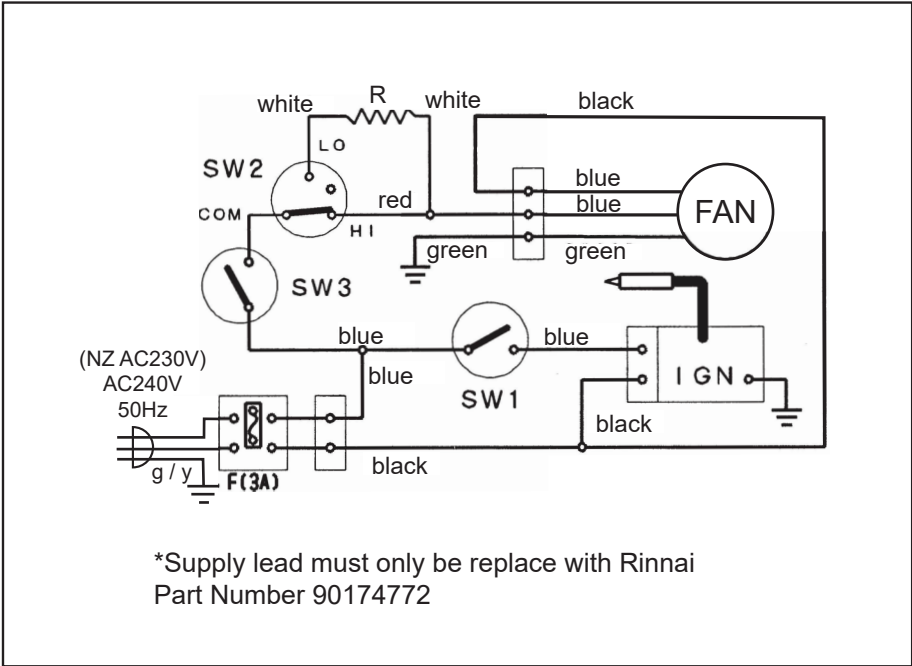 white
R
white
black
LO
SW2
blue
COM
red
blue
FAN
HI
green
green
SW3
blue
blue
(NZ AC230V)
AC240V
50Hz
blue
IGN
SW1
black
black
g / y
F(3A)
*Supply lead must only be replace with Rinnai
Part Number 90174772